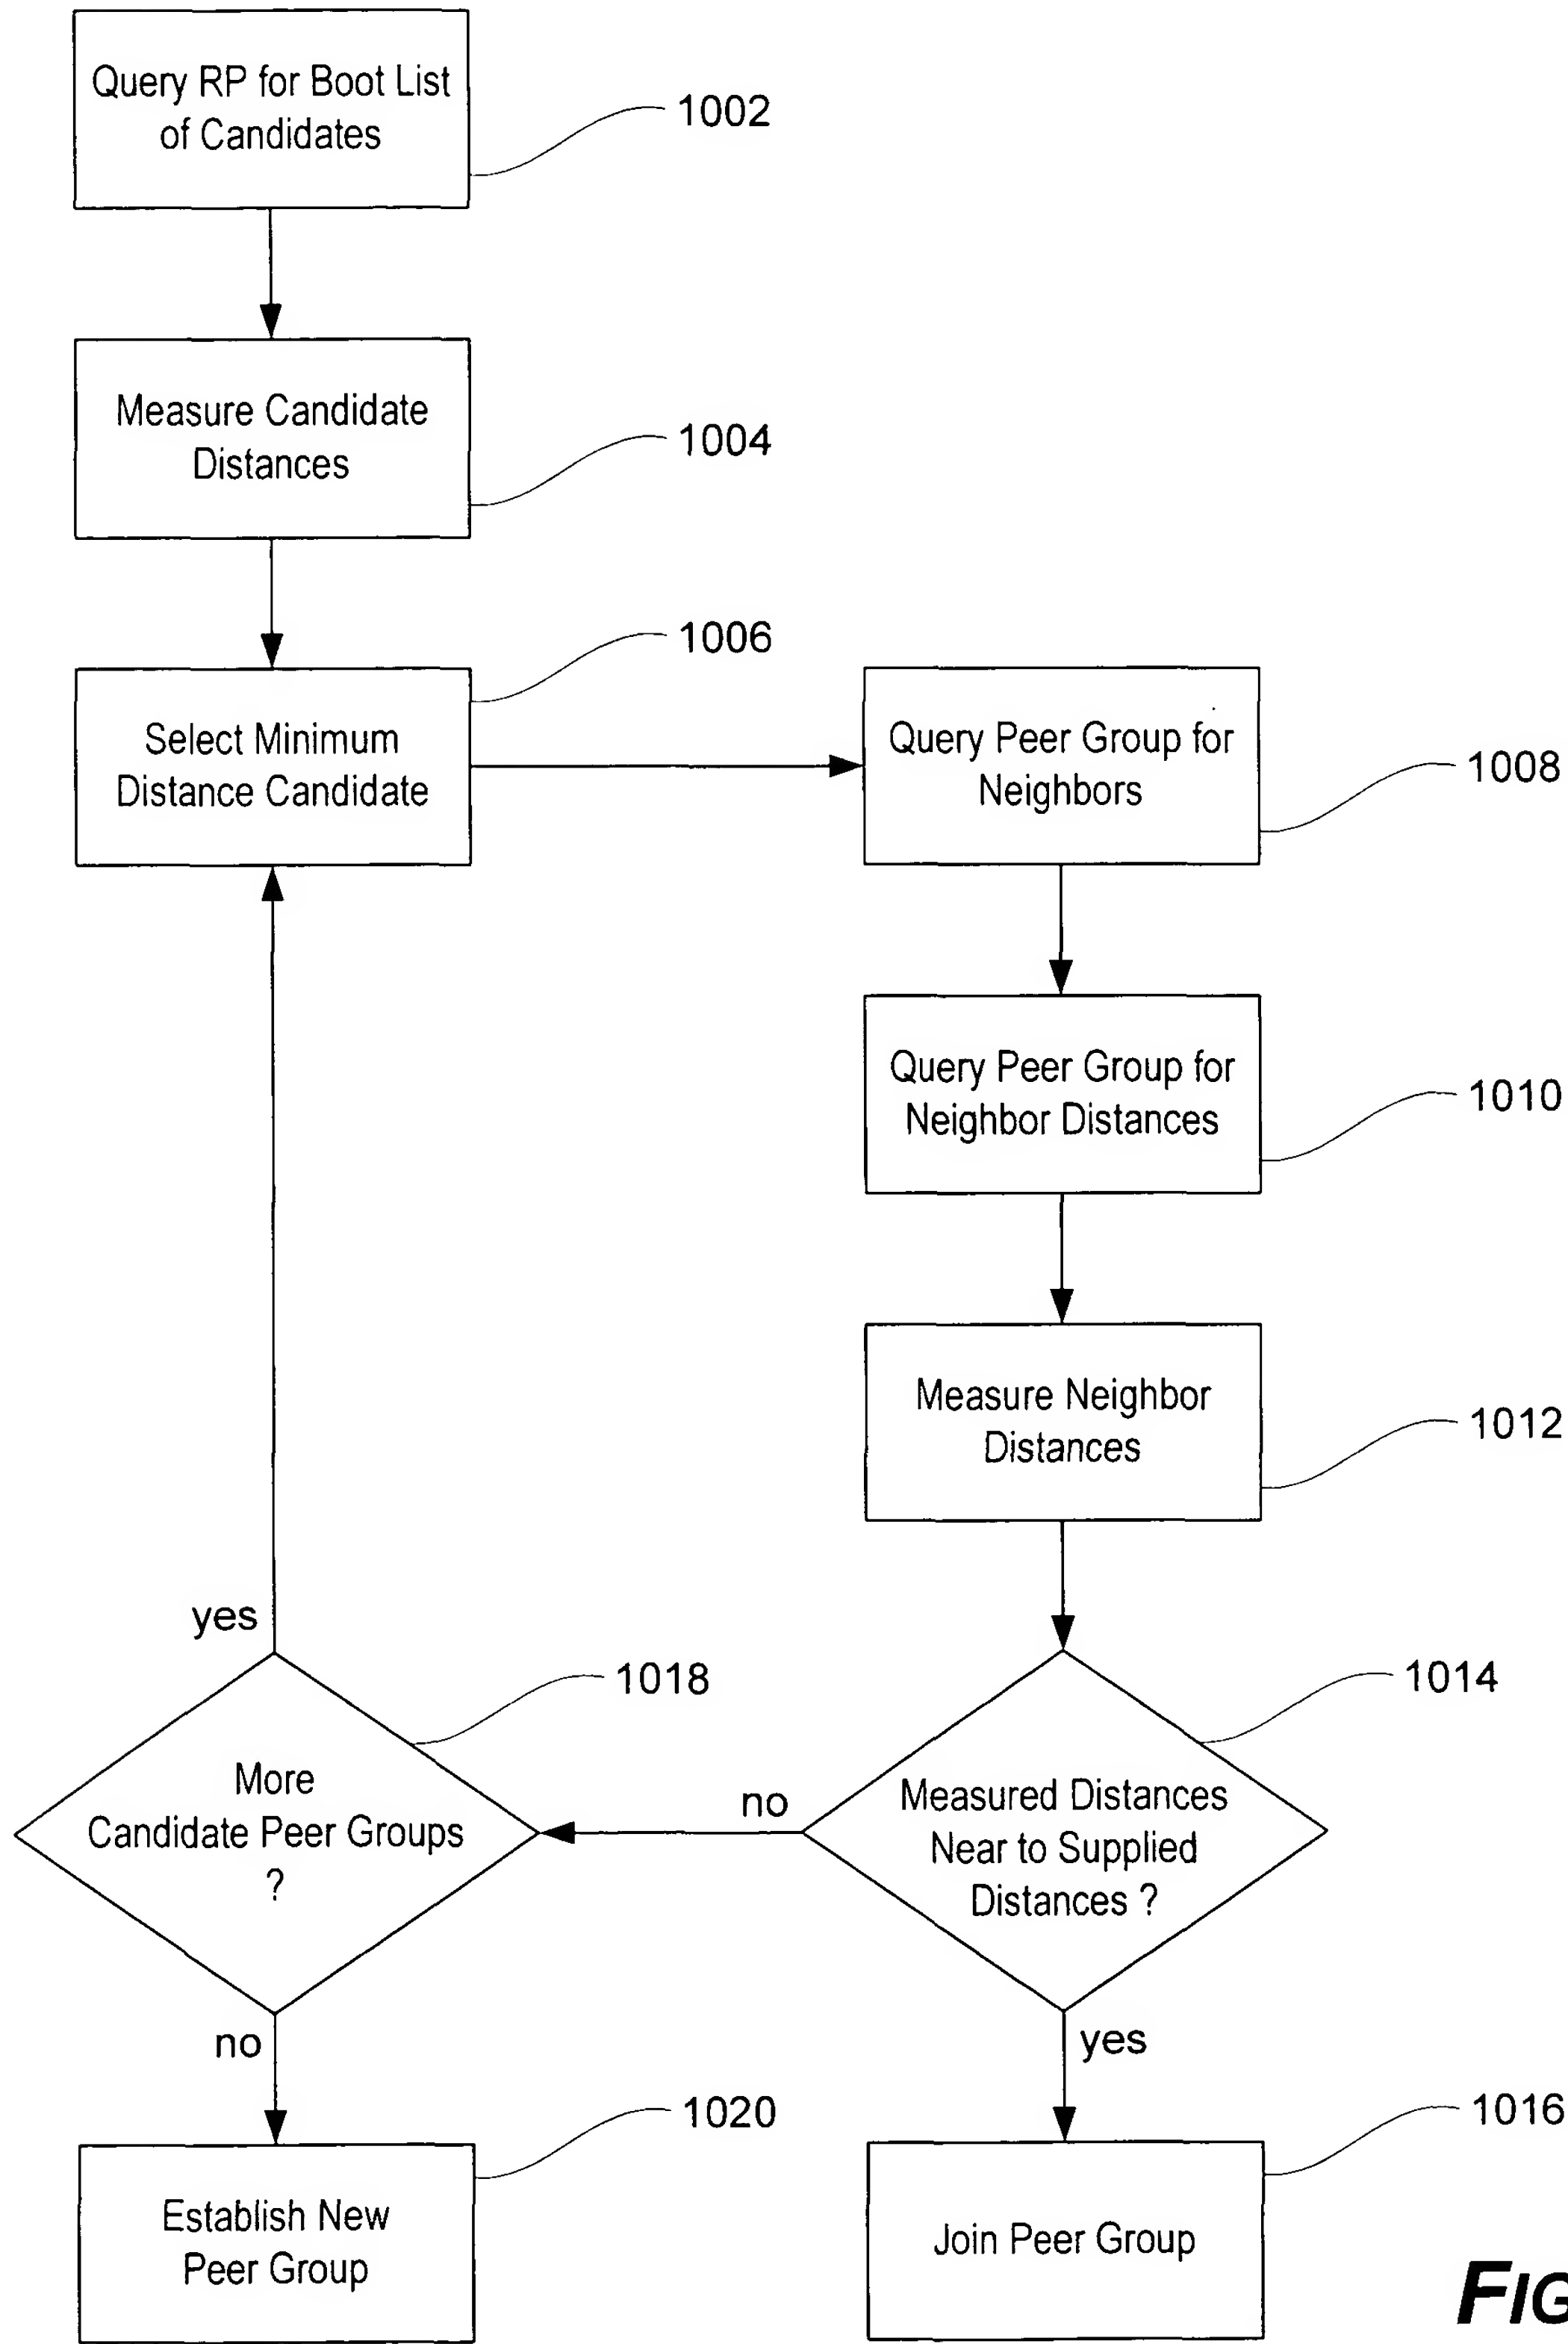 Query RP for Boot List
of Candidates
1002
Measure Candidate
Distances
1004
1006
Select Minimum
Distance Candidate
Query Peer Group for
Neighbors
1008
Query Peer Group for
Neighbor Distances
1010
Measure Neighbor
Distances
1012
yes
1018
1014
More
Candidate Peer Groups
?
no
Measured Distances
Near to Supplied
Distances ?
no
yes
1020
1016
Establish New
Peer Group
Join Peer Group
FIG